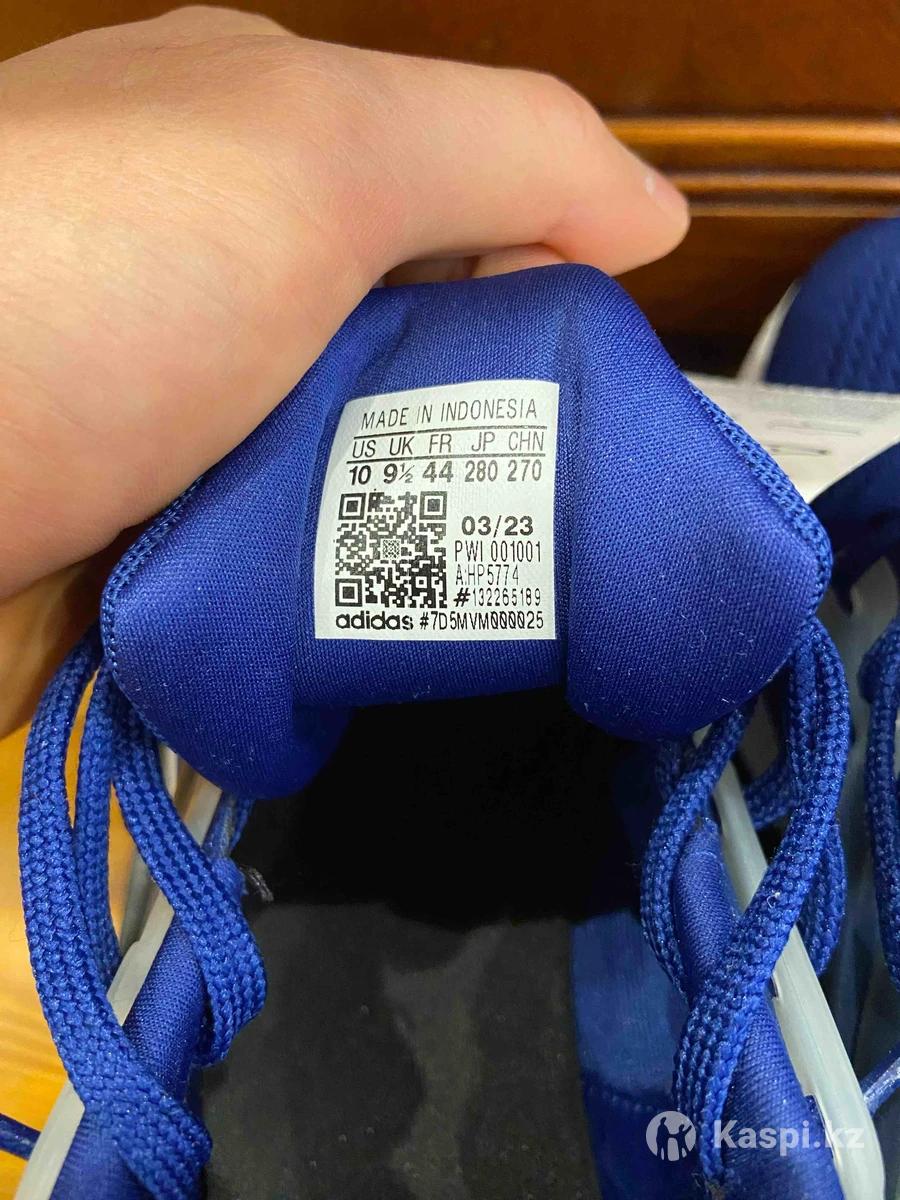 MADE IN INDONESIA
US UK FR JP CHN
10 9½ 44 280 270
03/23
PWI 001001
A:HP5774
#132265189
adidas #7D5MVM000025
Kaspi.kz